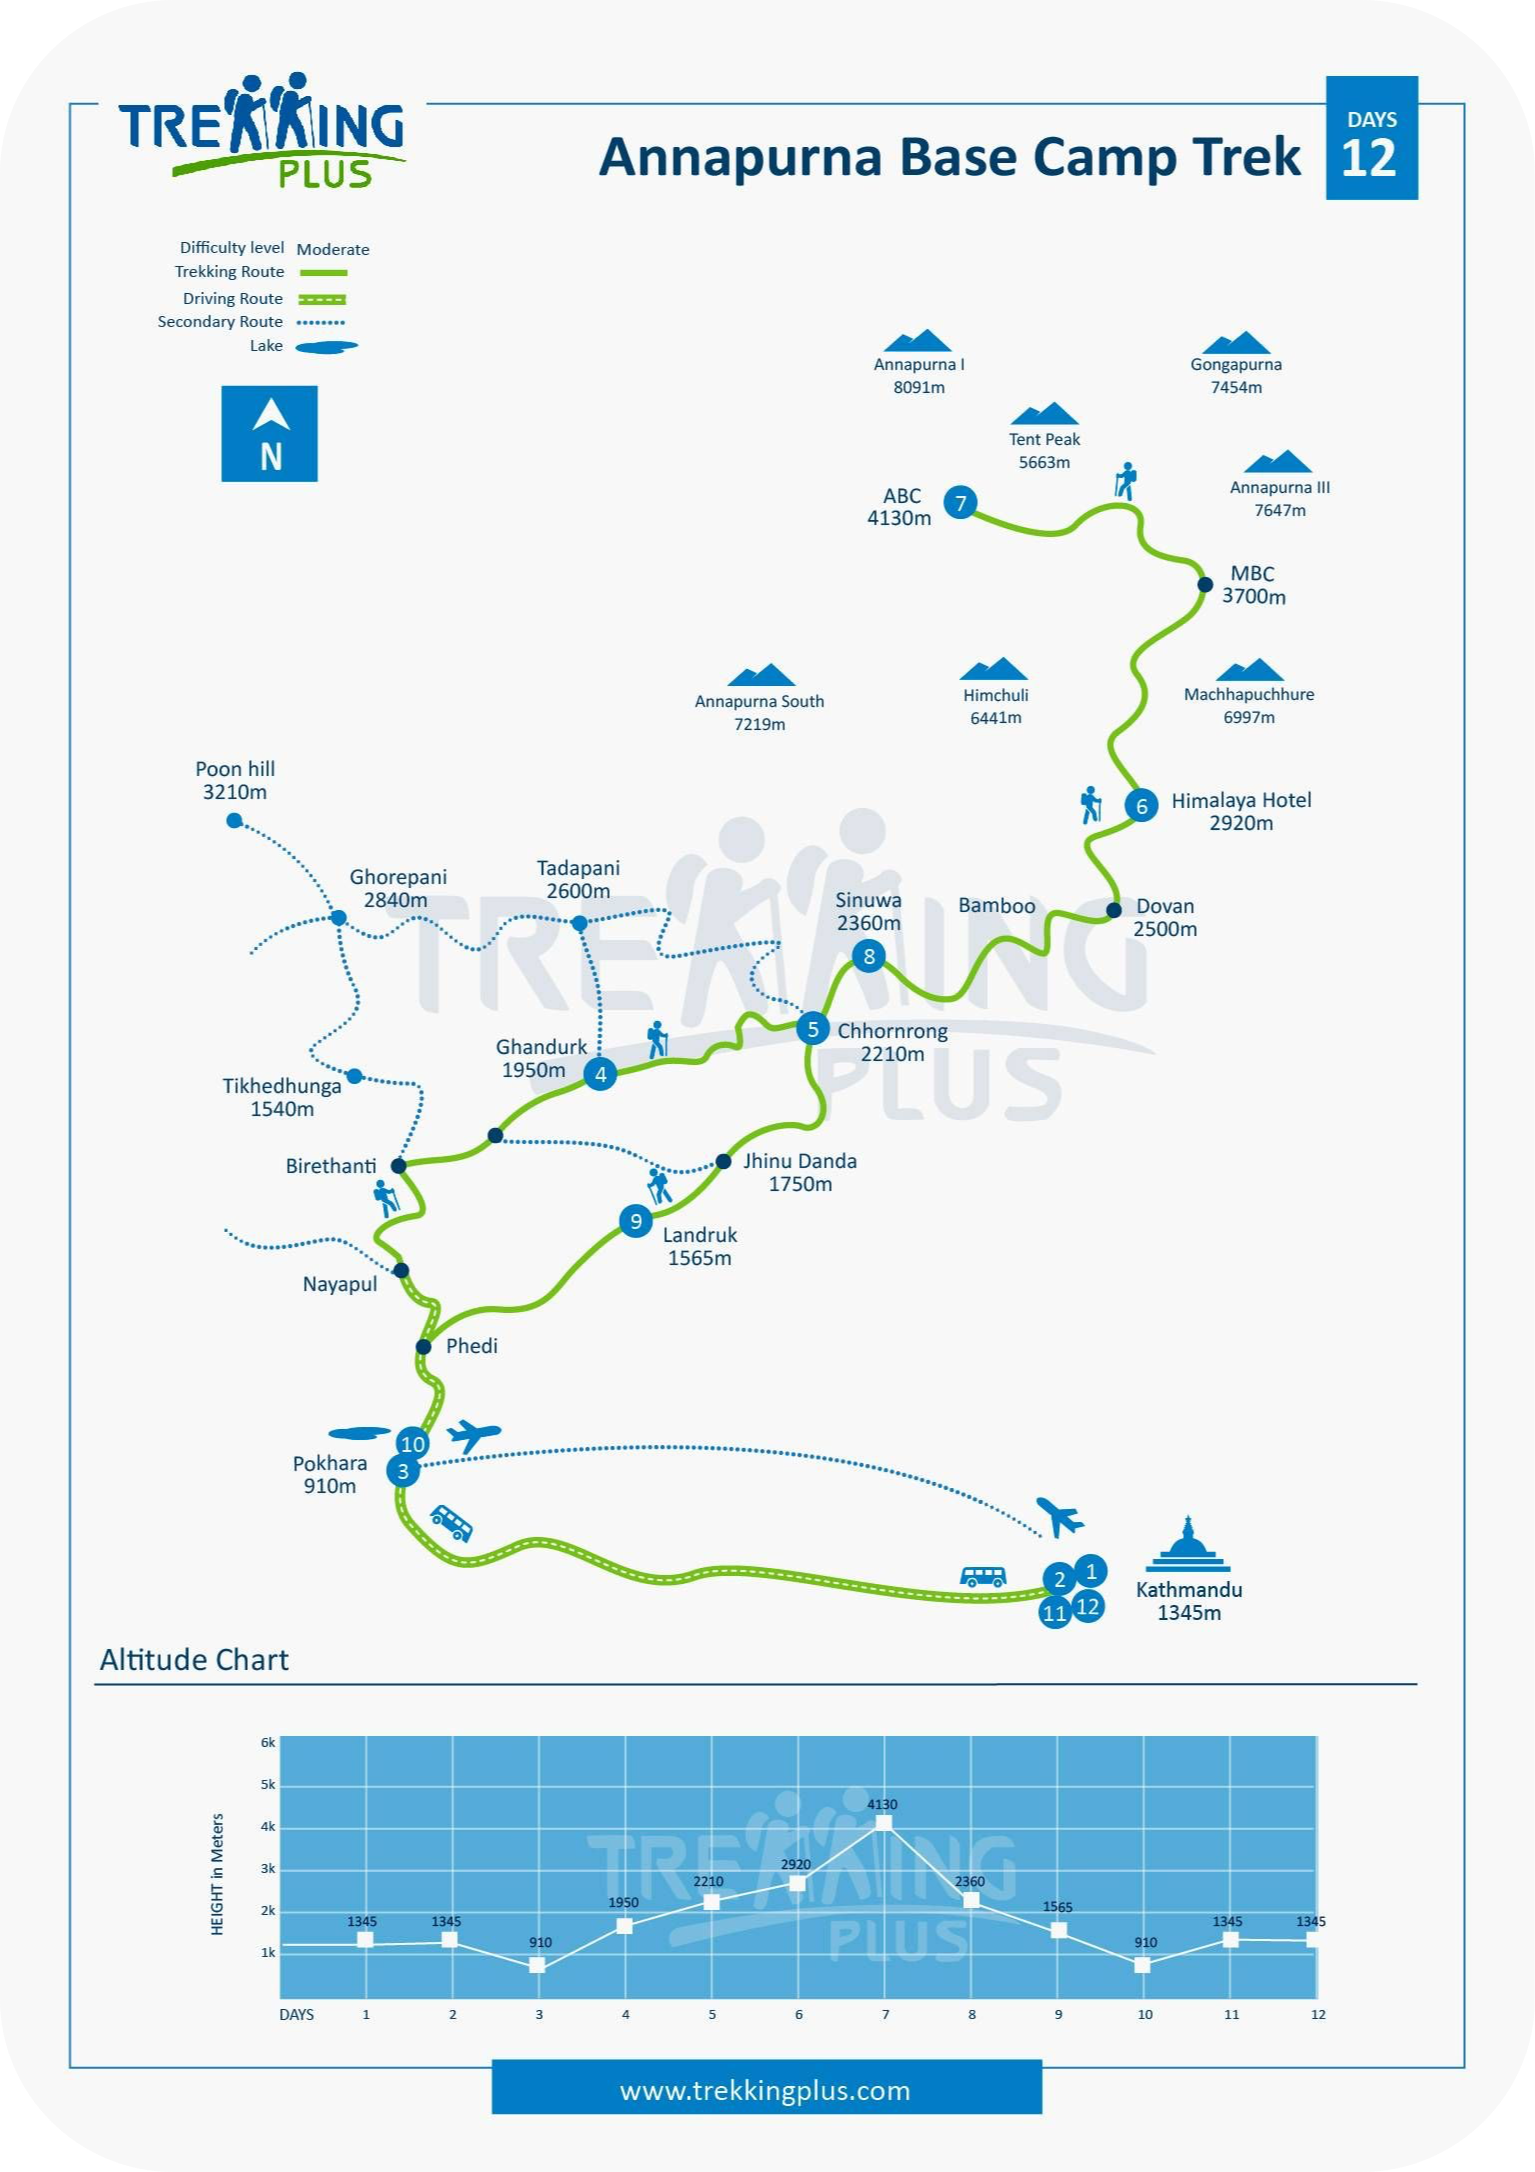 TREKKING
PLUS
Annapurna Base Camp Trek
DAYS
12
Difficulty level Moderate
Trekking Route
Driving Route
Secondary Route
Lake
N
Annapurna I
8091m
Gongapurna
7454m
Tent Peak
5663m
Annapurna III
7647m
ABC
4130m
7
MBC
3700m
Annapurna South
7219m
Himchuli
6441m
Machhapuchhure
6997m
Poon hill
3210m
6
Himalaya Hotel
2920m
Ghorepani
2840m
Tadapani
2600m
Sinuwa
2360m
8
Bamboo
Dovan
2500m
TREKKING
PLUS
5
Chhornrong
2210m
Ghandurk
1950m
4
Tikhedhunga
1540m
Birethanti
Jhinu Danda
1750m
9
Landruk
1565m
Nayapul
Phedi
10
3
Pokhara
910m
2
1
11
12
Kathmandu
1345m
Altitude Chart
HEIGHT in Meters
6k
5k
4k
3k
2k
1k
TREKKING
PLUS
1345
1345
910
1950
2210
2920
4130
2360
1565
910
1345
1345
DAYS 1 2 3 4 5 6 7 8 9 10 11 12
www.trekkingplus.com